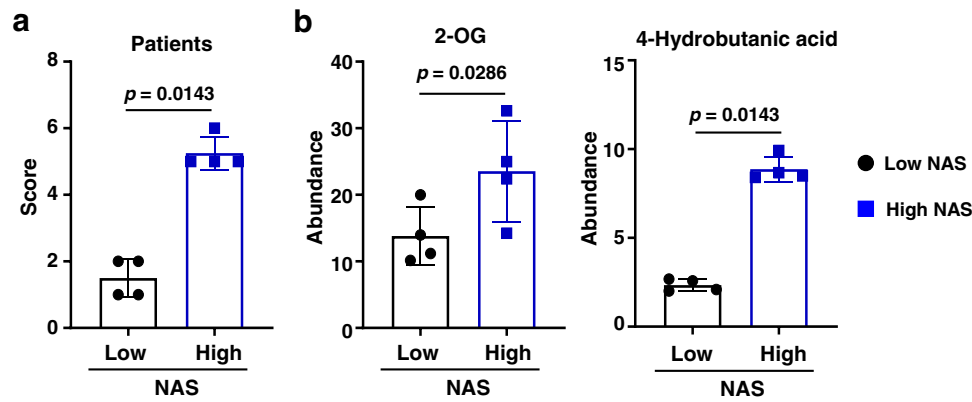 a
Patients
8
6
4
2
0
Score
p = 0.0143
Low
High
NAS
b
2-OG
40
30
20
10
0
Abundance
p = 0.0286
Low
High
NAS
4-Hydrobutanic acid
15
10
5
0
Abundance
p = 0.0143
Low
High
NAS
Low NAS
High NAS